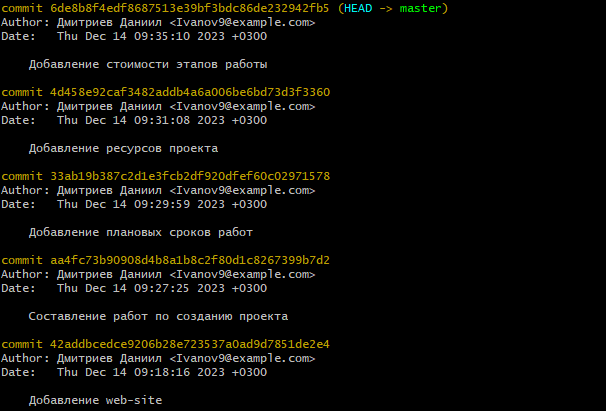 commit 6de8b8f4edf8687513e39bf3bdc86de232942fb5 (HEAD -> master)
Author: Дмитриев Даниил <Ivanov9@example.com>
Date:   Thu Dec 14 09:35:10 2023 +0300
Добавление стоимости этапов работы
commit 4d458e92caf3482addb4a6a006be6bd73d3f3360
Author: Дмитриев Даниил <Ivanov9@example.com>
Date:   Thu Dec 14 09:31:08 2023 +0300
Добавление ресурсов проекта
commit 33ab19b387c2d1e3fcb2df920dfef60c02971578
Author: Дмитриев Даниил <Ivanov9@example.com>
Date:   Thu Dec 14 09:29:59 2023 +0300
Добавление плановых сроков работ
commit aa4fc73b90908d4b8a1b8c2f80d1c8267399b7d2
Author: Дмитриев Даниил <Ivanov9@example.com>
Date:   Thu Dec 14 09:27:25 2023 +0300
Составление работ по созданию проекта
commit 42addbcedce9206b28e723537a0ad9d7851de2e4
Author: Дмитриев Даниил <Ivanov9@example.com>
Date:   Thu Dec 14 09:18:16 2023 +0300
Добавление web-site